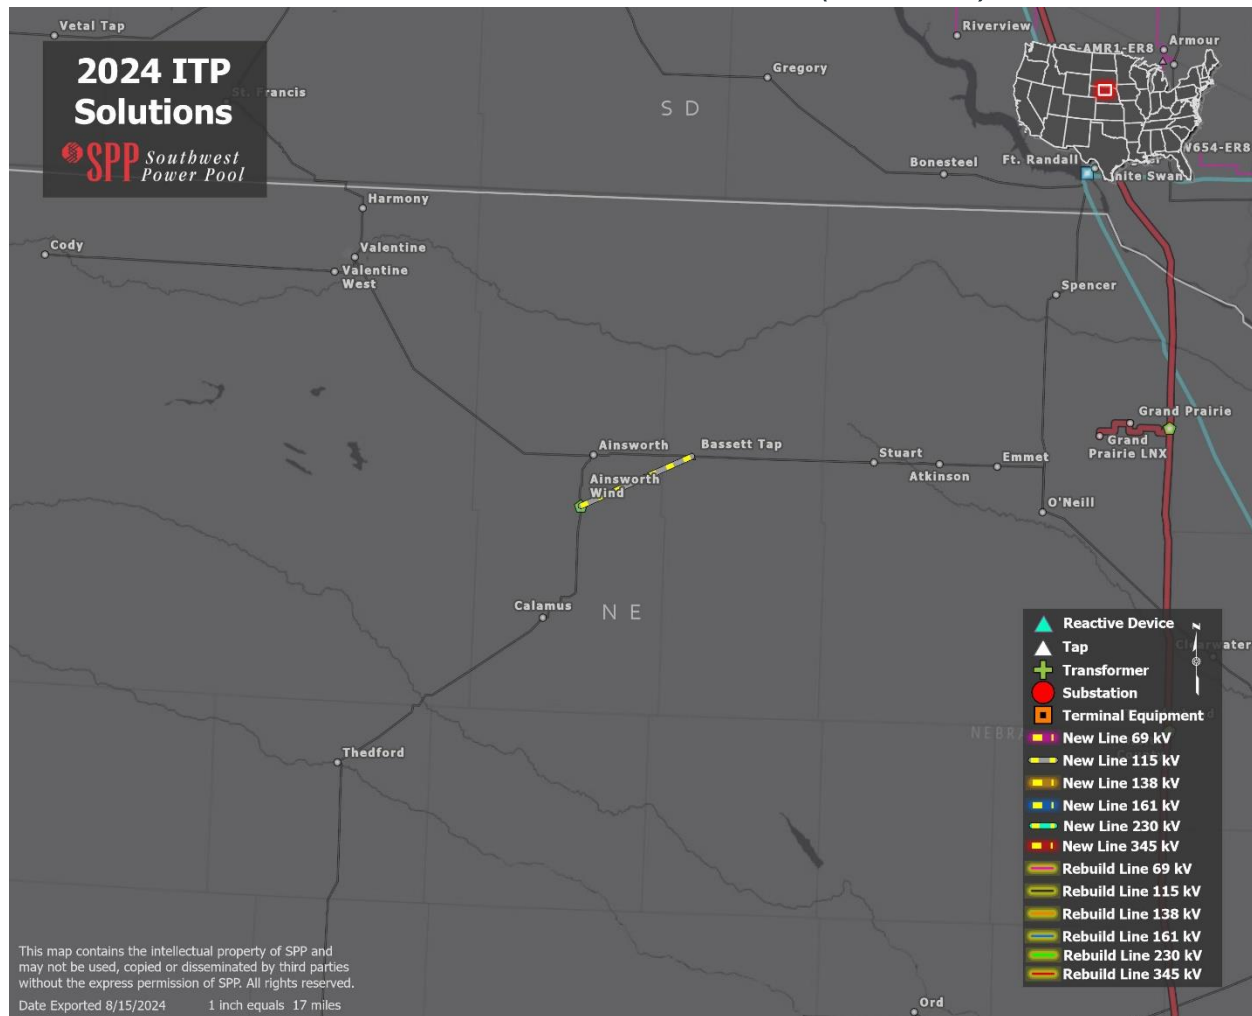 Vetal Tap
Riverview
Armour
2024 ITP
Solutions
SPP Southwest
Power Pool
St. Francis
Gregory
S D
Bonesteel
Ft. Randall
Harmony
Cody
Valentine
Valentine
West
Spencer
Grand Prairie
Grand
Prairie LNX
Ainsworth
Bassett Tap
Stuart
Emmet
Atkinson
Ainsworth
Wind
O'Neill
Calamus
N E
Reactive Device
N
Tap
Transformer
Substation
Terminal Equipment
New Line 69 kV
New Line 115 kV
New Line 138 kV
New Line 161 kV
New Line 230 kV
New Line 345 kV
Rebuild Line 69 kV
Rebuild Line 115 kV
Rebuild Line 138 kV
Rebuild Line 161 kV
Rebuild Line 230 kV
Rebuild Line 345 kV
Thedford
This map contains the intellectual property of SPP and
may not be used, copied or disseminated by third parties
without the express permission of SPP. All rights reserved.
Date Exported 8/15/2024 1 inch equals 17 miles
Ord